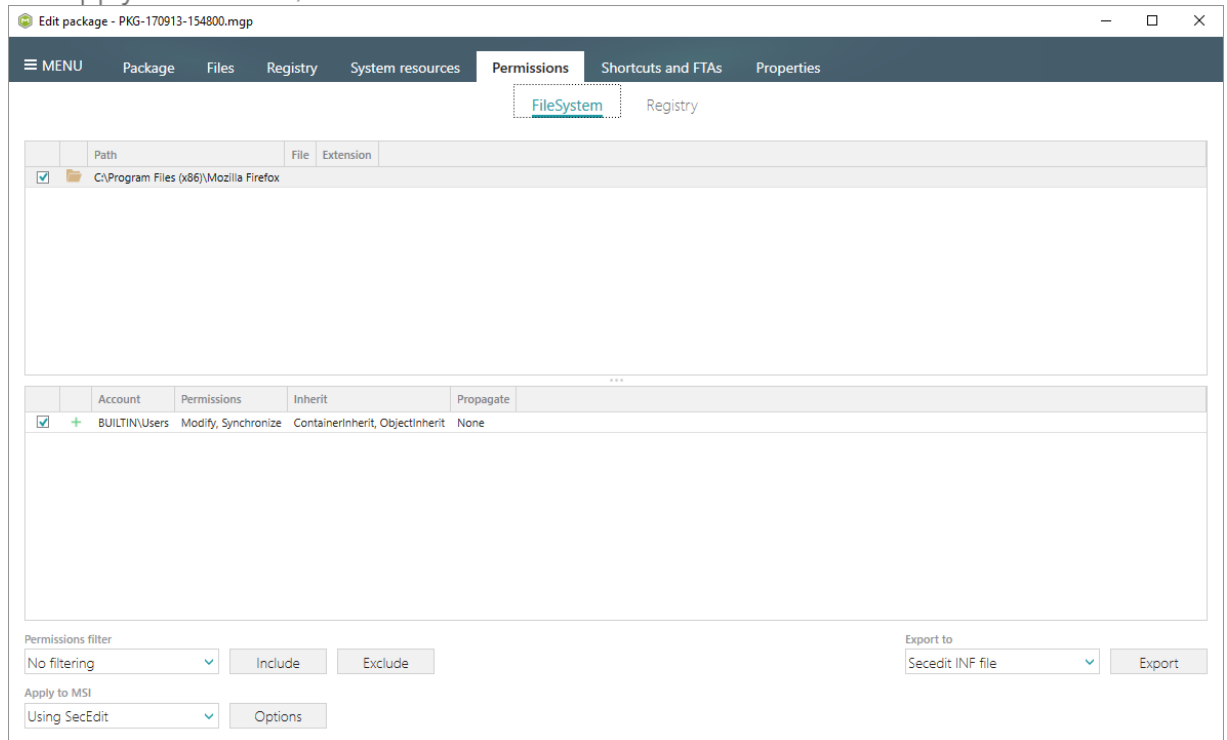 Edit package - PKG-170913-154800.mgp
MENU Package Files Registry System resources Permissions Shortcuts and FTAs Properties
FileSystem Registry
Path File Extension
C:\Program Files (x86)\Mozilla Firefox
Account Permissions Inherit Propagate
BUILTIN\Users Modify, Synchronize ContainerInherit, ObjectInherit None
Permissions filter Export to
No filtering Include Exclude Secedit INF file Export
Apply to MSI
Using SecEdit Options